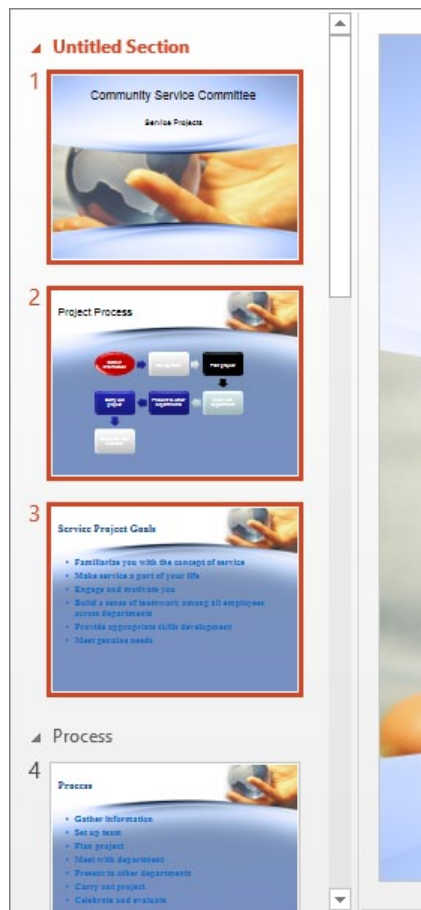 Untitled Section
1
Community Service Committee
Service Projects
2
Project Process
Plan project
3
Service Project Goals
• Familiarize you with the concept of service
• Make service a part of your life
• Engage and motivate you
• Build a sense of teamwork among all employees
across departments
• Provide appropriate skills development
• Meet genuine needs
Process
4
Process
• Gather information
• Set up team
• Plan project
• Meet with department
• Present to other departments
• Carry out project
• Celebrate and evaluate